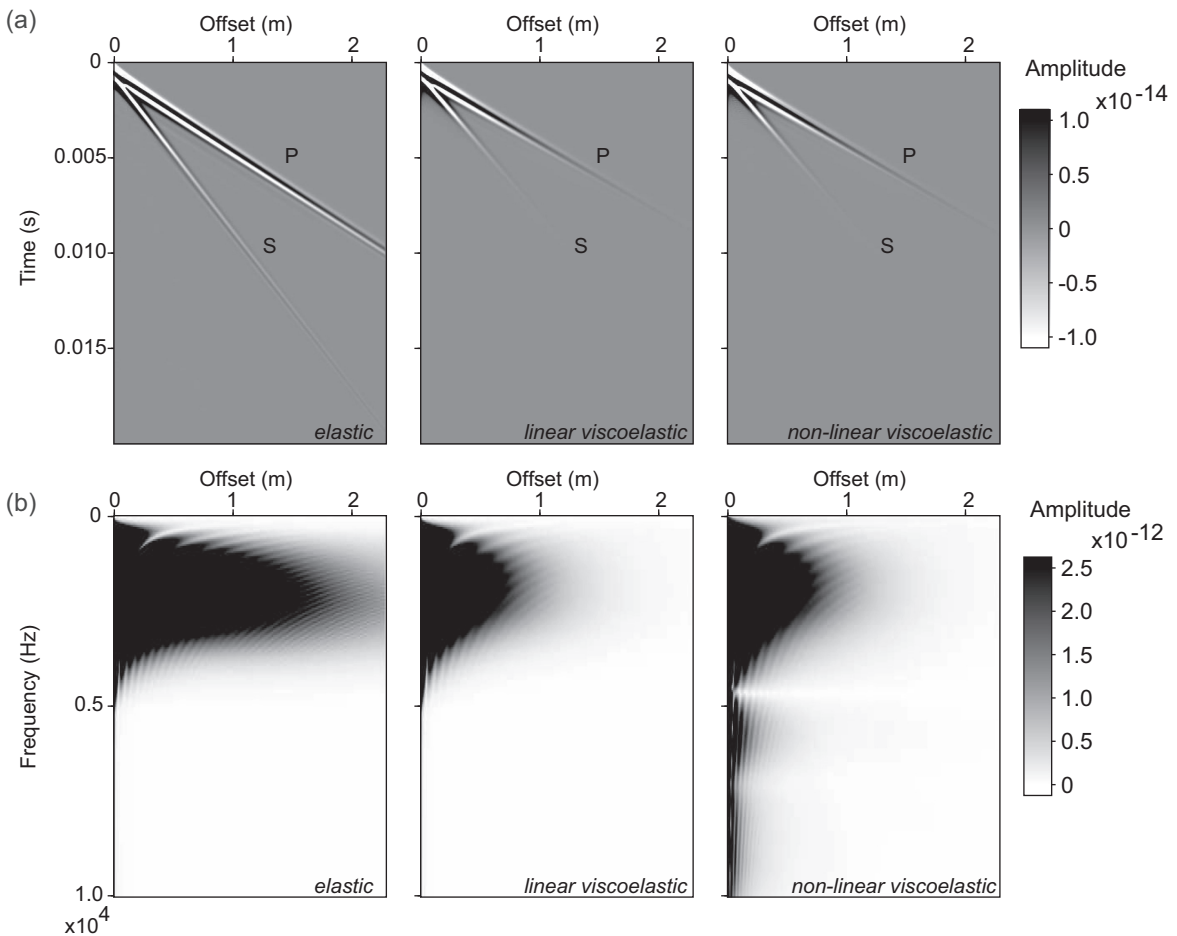 (a)
Offset (m) Offset (m) Offset (m)
0 1 2 0 1 2 0 1 2
Amplitude
x10-14
0
0.005
0.010
0.015
Time (s)
P
S
elastic
P
S
linear viscoelastic
P
S
non-linear viscoelastic
1.0
0.5
0
-0.5
-1.0
(b)
Offset (m) Offset (m) Offset (m)
0 1 2 0 1 2 0 1 2
Amplitude
x10-12
0
0.5
1.0
x10^4
Frequency (Hz)
elastic
linear viscoelastic
non-linear viscoelastic
2.5
2.0
1.5
1.0
0.5
0